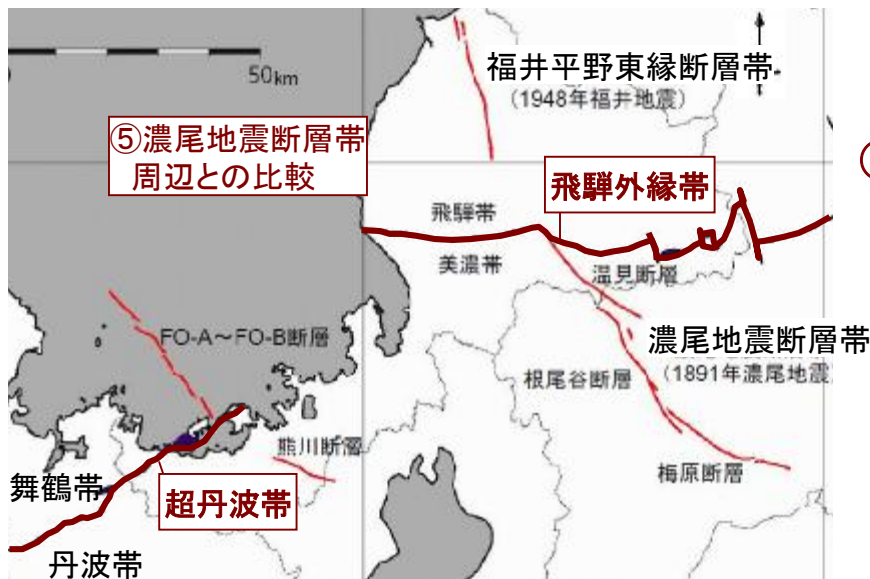 福井平野東縁断層帯
(1948年福井地震)
50km
⑤濃尾地震断層帯
周辺との比較
飛騨外縁帯
飛騨帯
美濃帯
温見断層
FO-A～FO-B断層
濃尾地震断層帯
(1891年濃尾地震)
根尾谷断層
熊川断層
梅原断層
舞鶴帯
超丹波帯
丹波帯